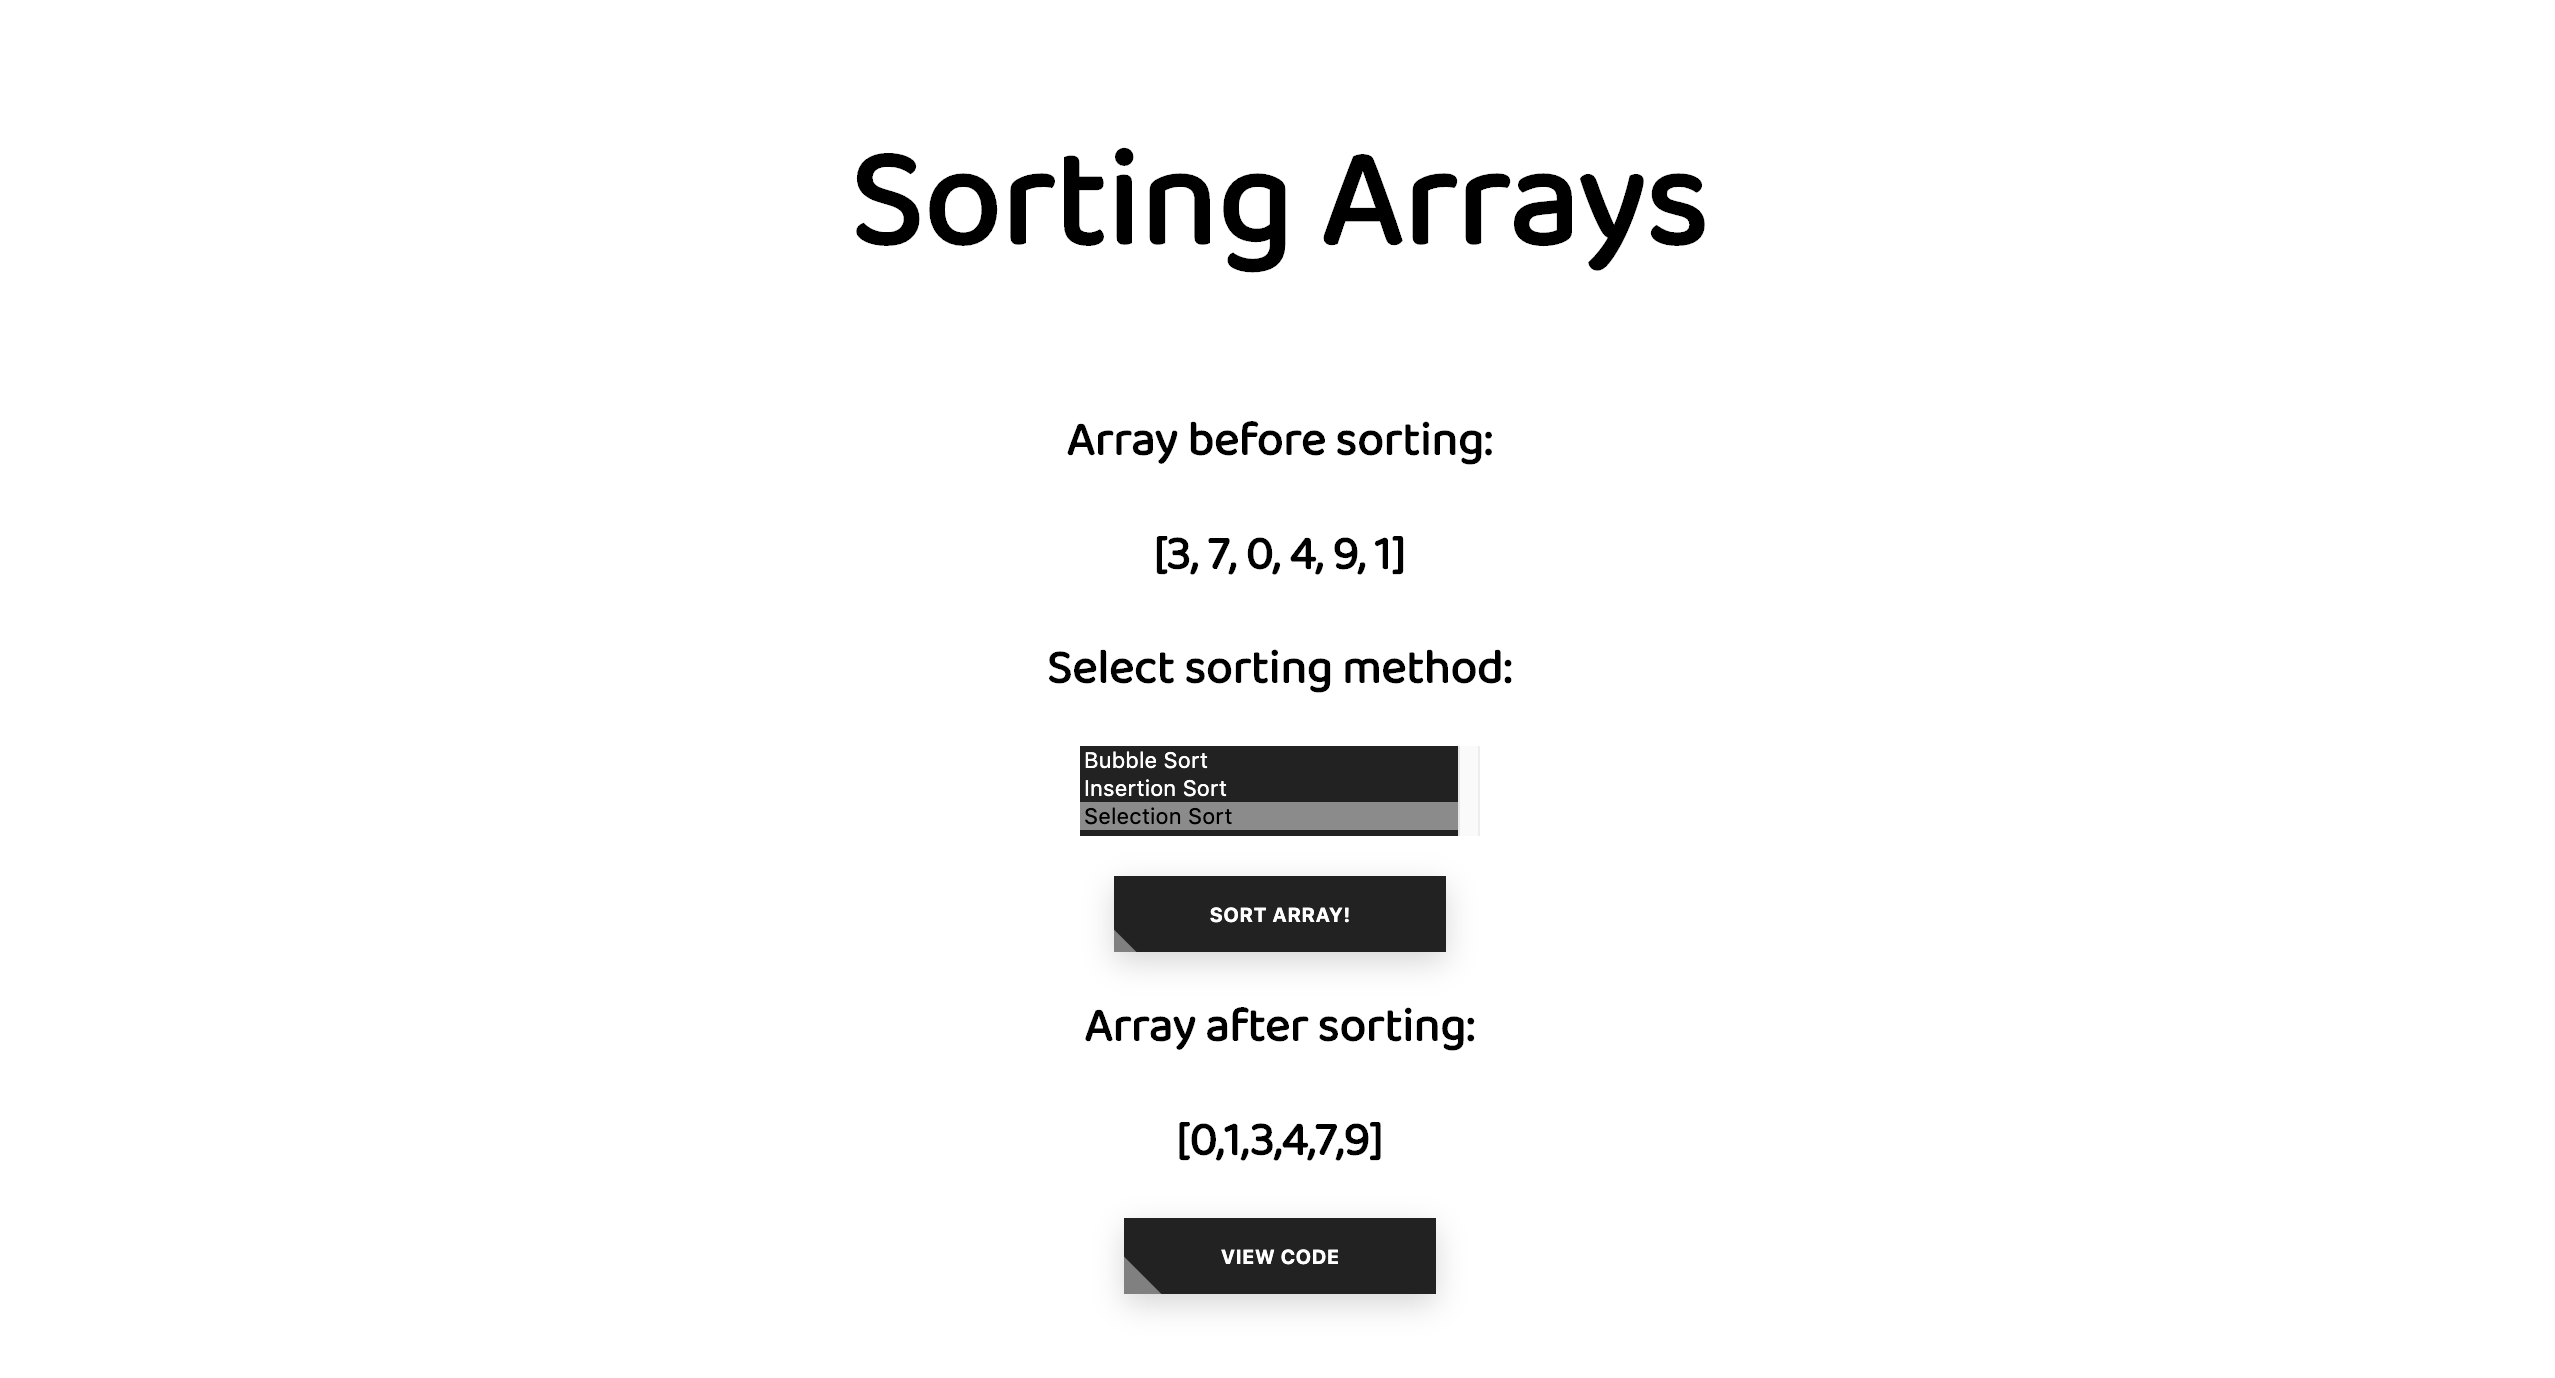 Sorting Arrays
Array before sorting:
[3, 7, 0, 4, 9, 1]
Select sorting method:
Bubble Sort
Insertion Sort
Selection Sort
SORT ARRAY!
Array after sorting:
[0,1,3,4,7,9]
VIEW CODE